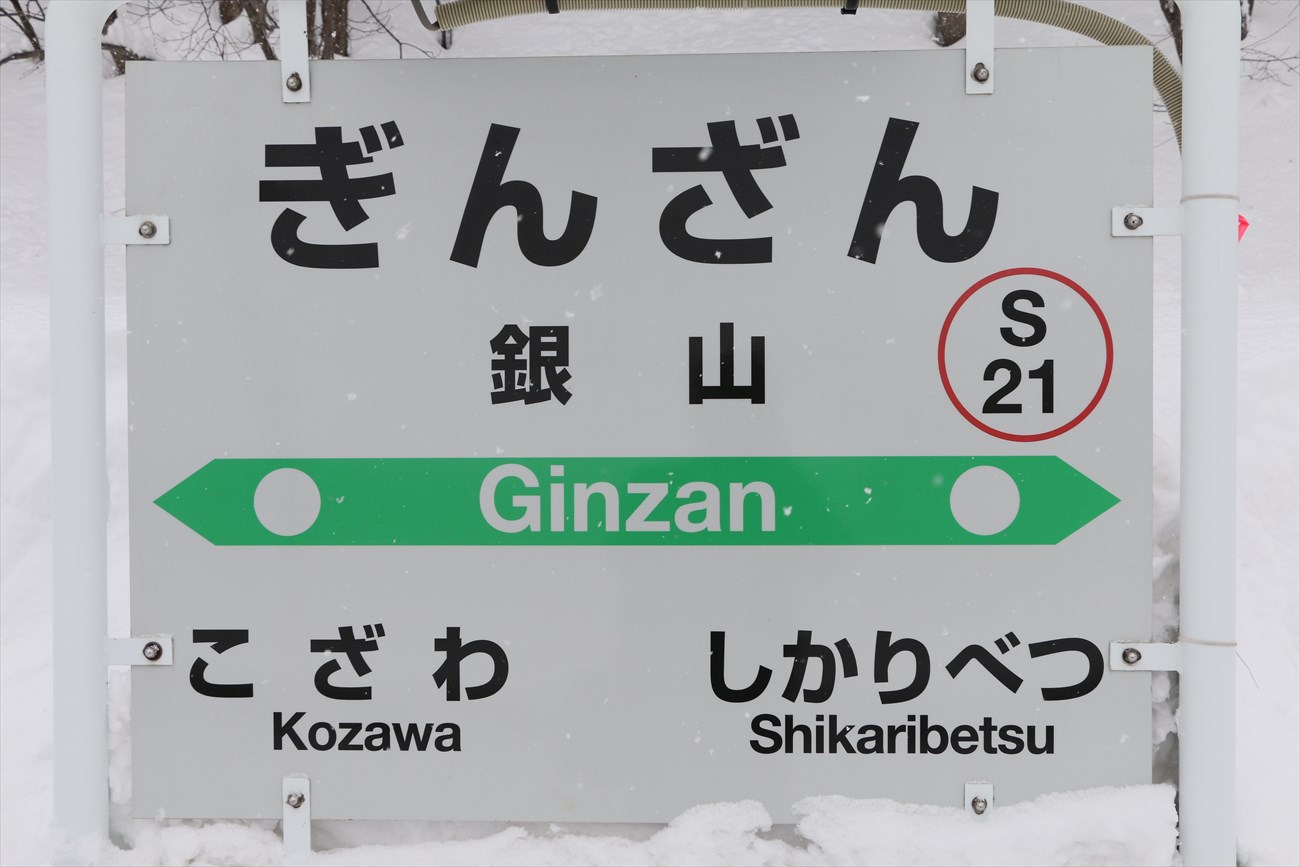 ぎんざん
銀山
S
21
Ginzan
こざわ しかりべつ
Kozawa Shikaribetsu